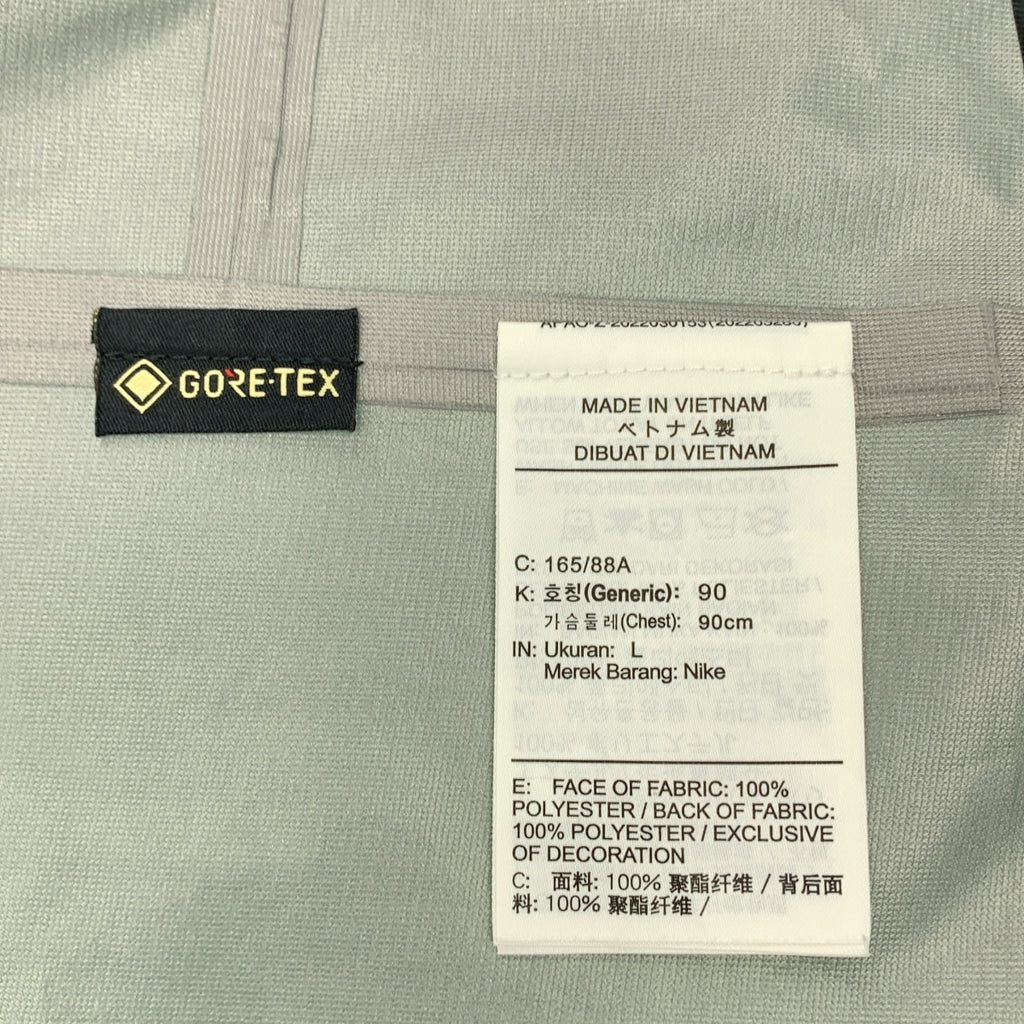 GORE-TEX
MADE IN VIETNAM
ベトナム製
DIBUAT DI VIETNAM
C: 165/88A
K: 호칭(Generic): 90
가슴둘레(Chest): 90cm
IN: Ukuran: L
Merek Barang: Nike
E: FACE OF FABRIC: 100%
POLYESTER / BACK OF FABRIC:
100% POLYESTER / EXCLUSIVE
OF DECORATION
C: 面料: 100% 聚酯纤维 / 背后面
料: 100% 聚酯纤维 /